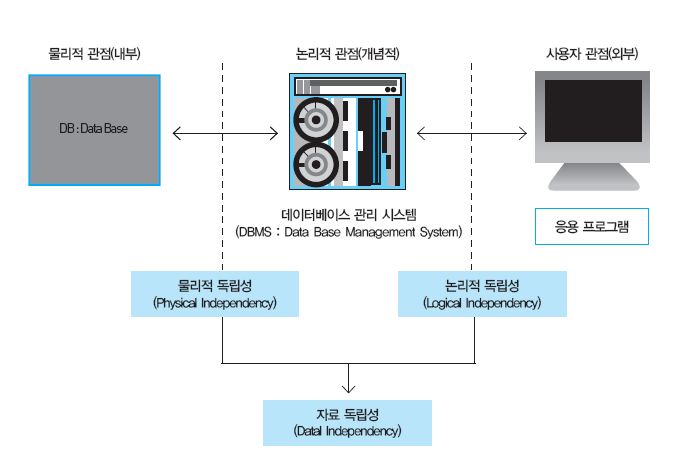 물리적 관점(내부)
논리적 관점(개념적)
사용자 관점(외부)
DB : Data Base
데이터베이스 관리 시스템
(DBMS : Data Base Management System)
응용 프로그램
물리적 독립성
(Physical Independency)
논리적 독립성
(Logical Independency)
자료 독립성
(Datal Independency)